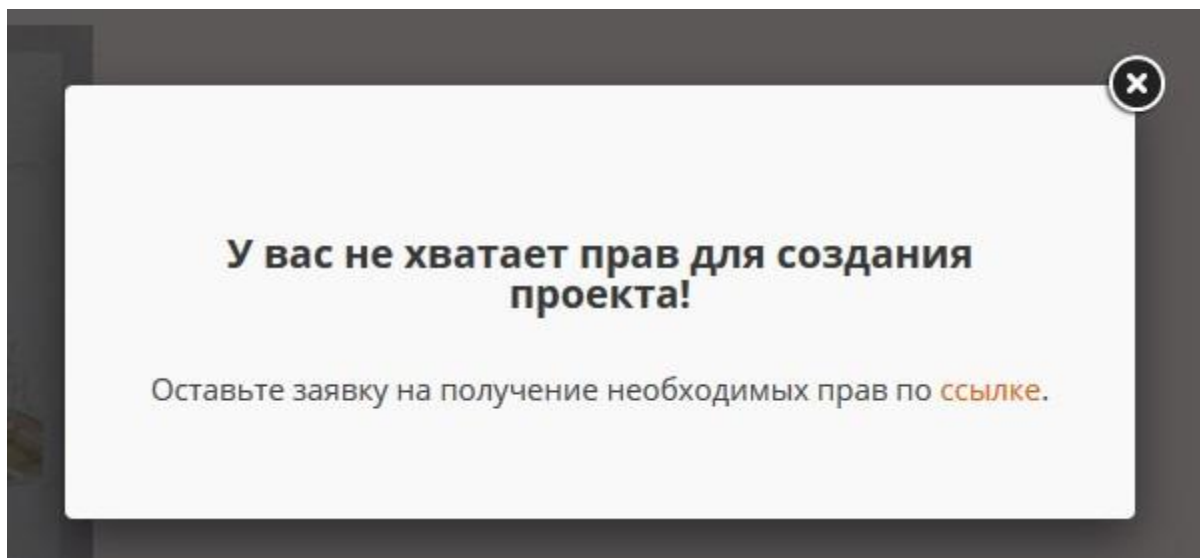 У вас не хватает прав для создания
проекта!
Оставьте заявку на получение необходимых прав по ссылке.